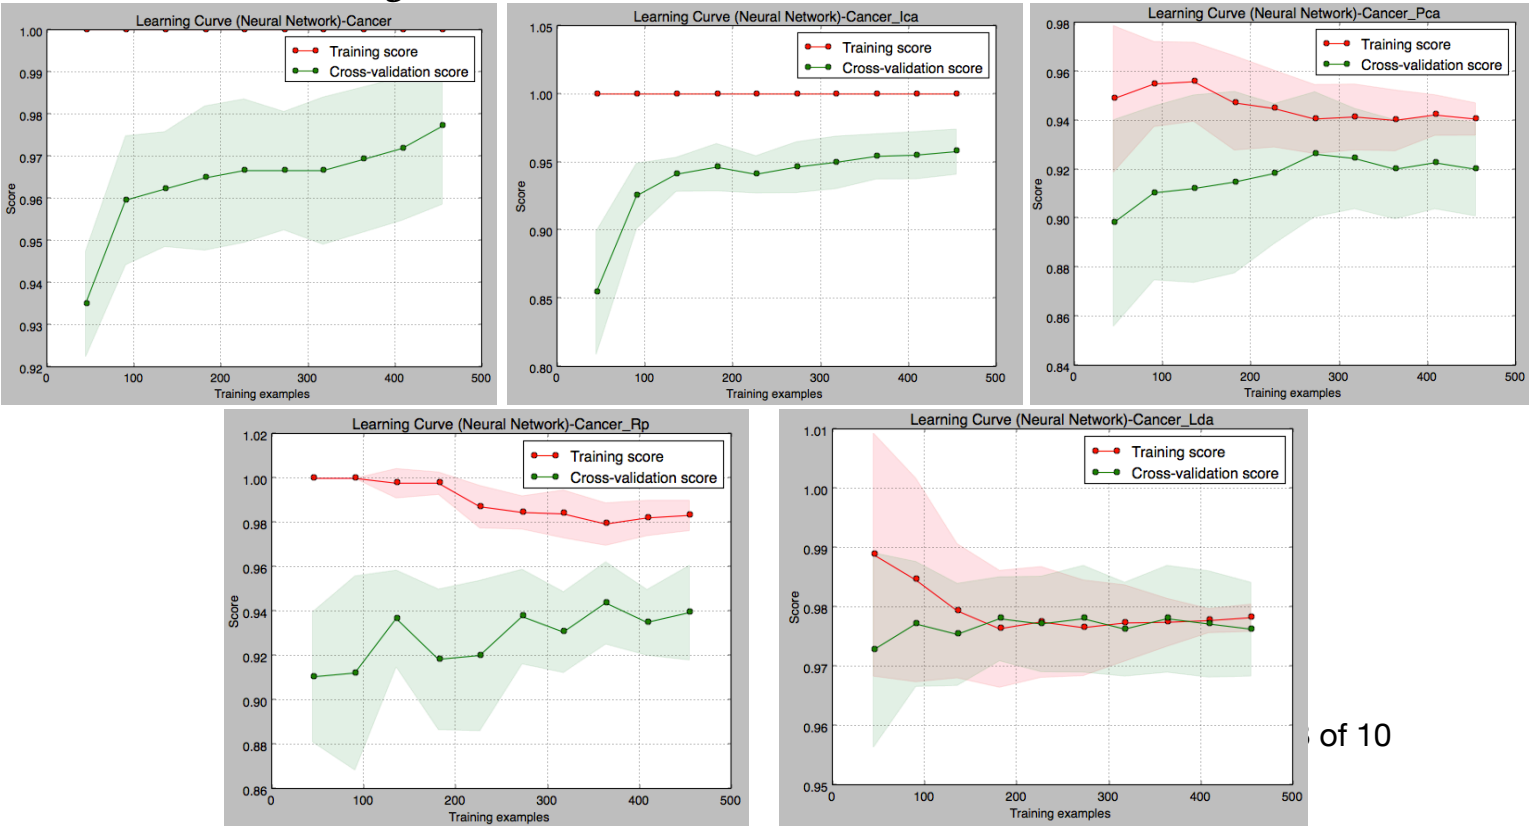 Learning Curve (Neural Network)-Cancer
1.00
0.99
0.98
0.97
0.96
0.95
0.94
0.93
0.92
Score
Training score
Cross-validation score
0 100 200 300 400 500
Training examples
Learning Curve (Neural Network)-Cancer_Ica
1.05
1.00
0.95
0.90
0.85
0.80
Score
Training score
Cross-validation score
0 100 200 300 400 500
Training examples
Learning Curve (Neural Network)-Cancer_Pca
0.98
0.96
0.94
0.92
0.90
0.88
0.86
0.84
Score
Training score
Cross-validation score
0 100 200 300 400 500
Training examples
Learning Curve (Neural Network)-Cancer_Rp
1.02
1.00
0.98
0.96
0.94
0.92
0.90
0.88
0.86
Score
Training score
Cross-validation score
0 100 200 300 400 500
Training examples
Learning Curve (Neural Network)-Cancer_Lda
1.01
1.00
0.99
0.98
0.97
0.96
0.95
Score
Training score
Cross-validation score
0 100 200 300 400 500
Training examples
of 10